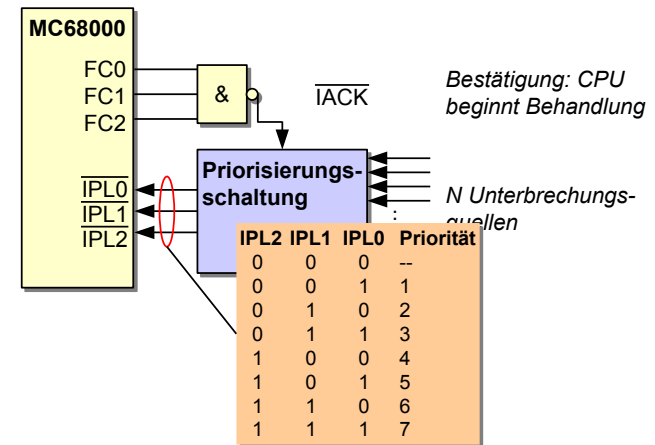 MC68000
FC0
FC1
FC2
&
IACK
Bestätigung: CPU
beginnt Behandlung
IPL0
IPL1
IPL2
Priorisierungs-
schaltung
N Unterbrechungs-
quellen
IPL2 IPL1 IPL0 Priorität
0 0 0 --
0 0 1 1
0 1 0 2
0 1 1 3
1 0 0 4
1 0 1 5
1 1 0 6
1 1 1 7